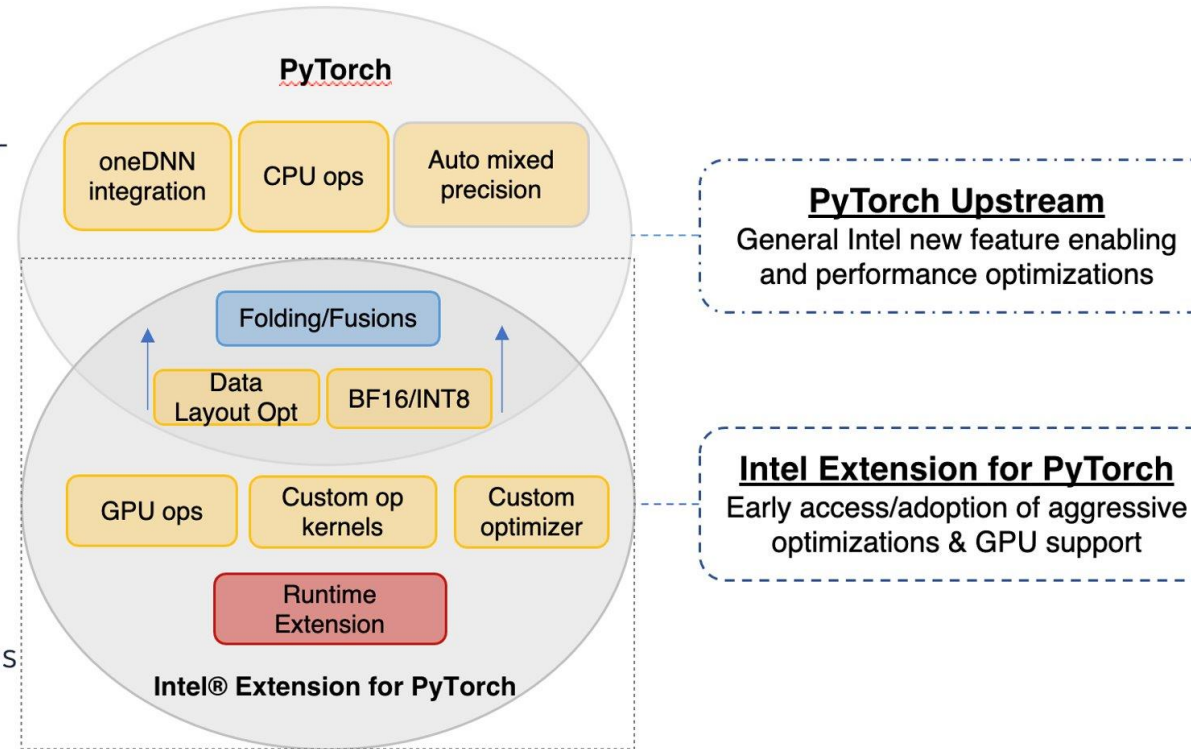 PyTorch
oneDNN
integration
CPU ops
Auto mixed
precision
PyTorch Upstream
General Intel new feature enabling
and performance optimizations
Folding/Fusions
Data
Layout Opt
BF16/INT8
Intel Extension for PyTorch
Early access/adoption of aggressive
optimizations & GPU support
GPU ops
Custom op
kernels
Custom
optimizer
Runtime
Extension
s
Intel® Extension for PyTorch